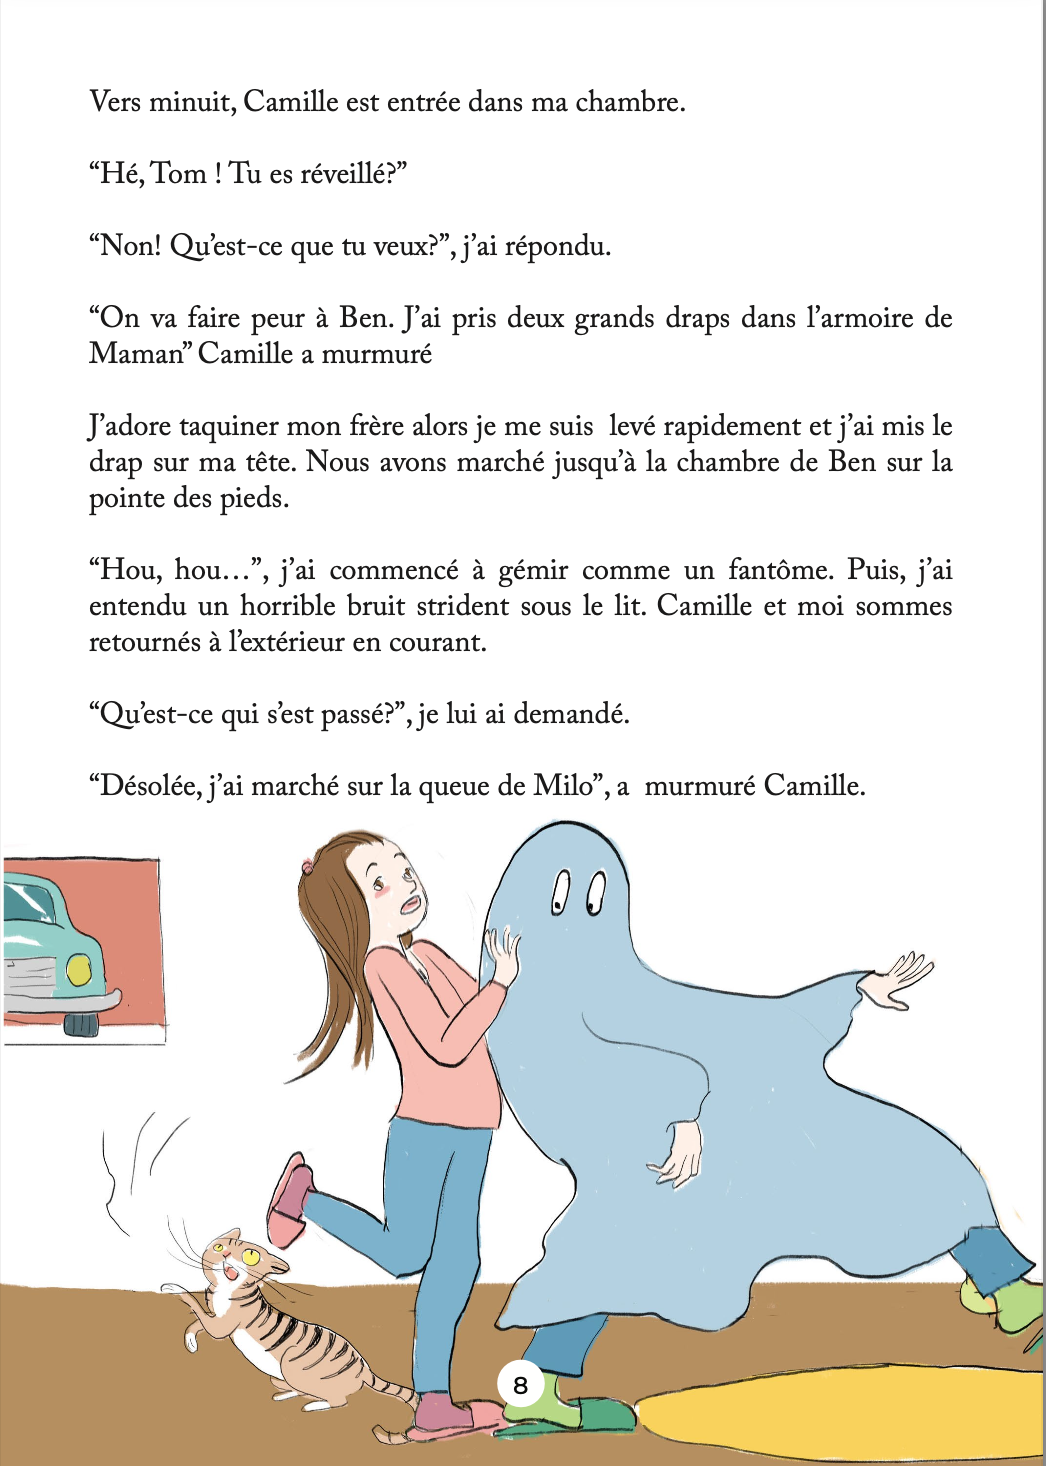 Vers minuit, Camille est entrée dans ma chambre.
“Hé, Tom ! Tu es réveillé?”
“Non! Qu’est-ce que tu veux?”, j’ai répondu.
“On va faire peur à Ben. J’ai pris deux grands draps dans l’armoire de
Maman” Camille a murmuré
J’adore taquiner mon frère alors je me suis  levé rapidement et j’ai mis le
drap sur ma tête. Nous avons marché jusqu’à la chambre de Ben sur la
pointe des pieds.
“Hou, hou…”, j’ai commencé à gémir comme un fantôme. Puis, j’ai
entendu un horrible bruit strident sous le lit. Camille et moi sommes
retournés à l’extérieur en courant.
“Qu’est-ce qui s’est passé?”, je lui ai demandé.
“Désolée, j’ai marché sur la queue de Milo”, a  murmuré Camille.
8